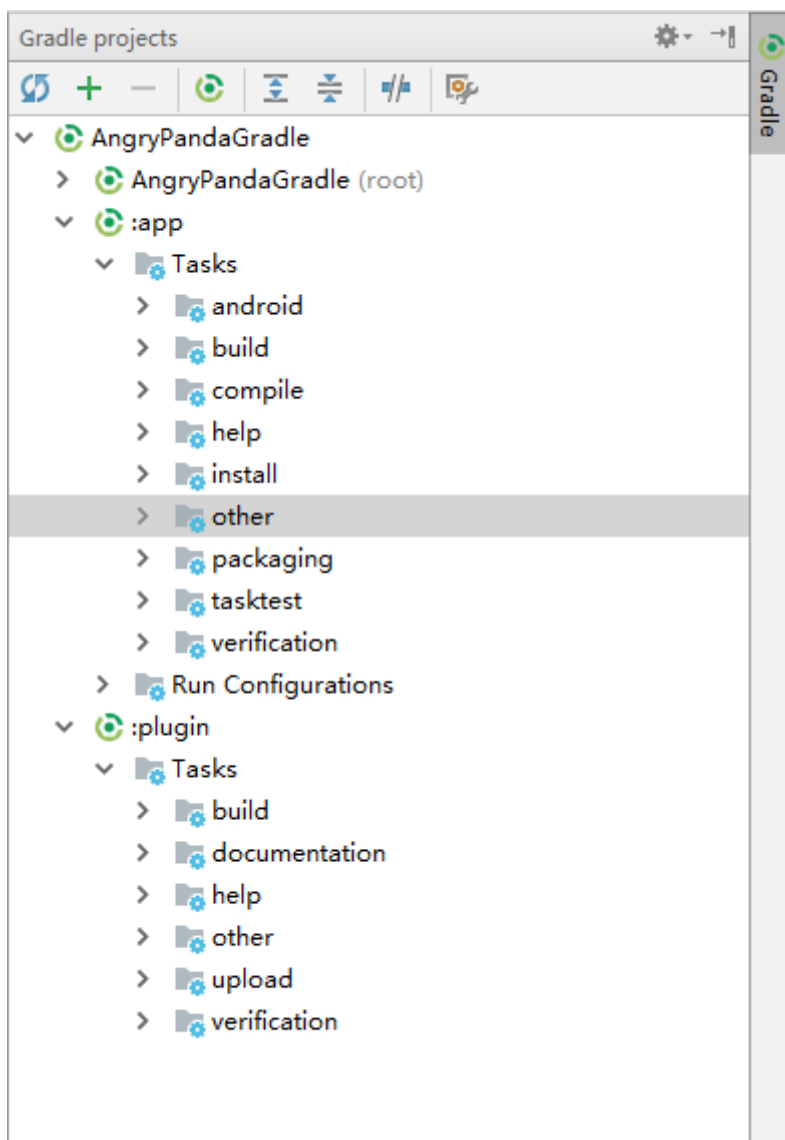 Gradle projects
Gradle
AngryPandaGradle
AngryPandaGradle (root)
:app
Tasks
android
build
compile
help
install
other
packaging
tasktest
verification
Run Configurations
:plugin
Tasks
build
documentation
help
other
upload
verification